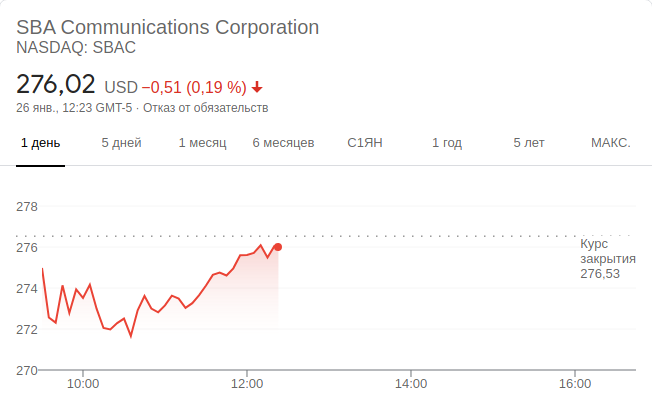 SBA Communications Corporation
NASDAQ: SBAC
276,02 USD −0,51 (0,19 %)
26 янв., 12:23 GMT-5 · Отказ от обязательств
1 день 5 дней 1 месяц 6 месяцев С1ЯН 1 год 5 лет МАКС.
278
276
274
272
270
Курс
закрытия
276,53
10:00 12:00 14:00 16:00